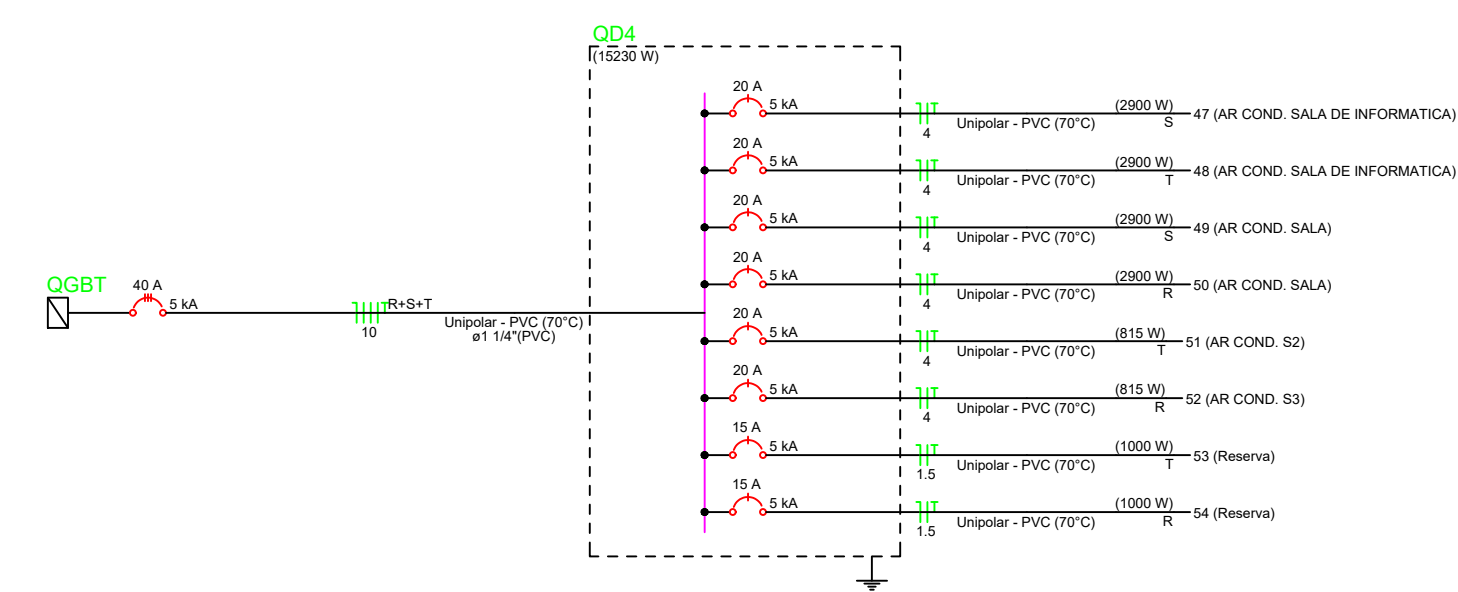 QD4
(15230 W)
20 A
5 kA
4
Unipolar - PVC (70°C)
(2900 W)
S
47 (AR COND. SALA DE INFORMATICA)
20 A
5 kA
4
Unipolar - PVC (70°C)
(2900 W)
T
48 (AR COND. SALA DE INFORMATICA)
20 A
5 kA
4
Unipolar - PVC (70°C)
(2900 W)
S
49 (AR COND. SALA)
QGBT
40 A
5 kA
10
R+S+T
Unipolar - PVC (70°C)
ø1 1/4"(PVC)
20 A
5 kA
4
Unipolar - PVC (70°C)
(2900 W)
R
50 (AR COND. SALA)
20 A
5 kA
4
Unipolar - PVC (70°C)
(815 W)
T
51 (AR COND. S2)
20 A
5 kA
4
Unipolar - PVC (70°C)
(815 W)
R
52 (AR COND. S3)
15 A
5 kA
1.5
Unipolar - PVC (70°C)
(1000 W)
T
53 (Reserva)
15 A
5 kA
1.5
Unipolar - PVC (70°C)
(1000 W)
R
54 (Reserva)